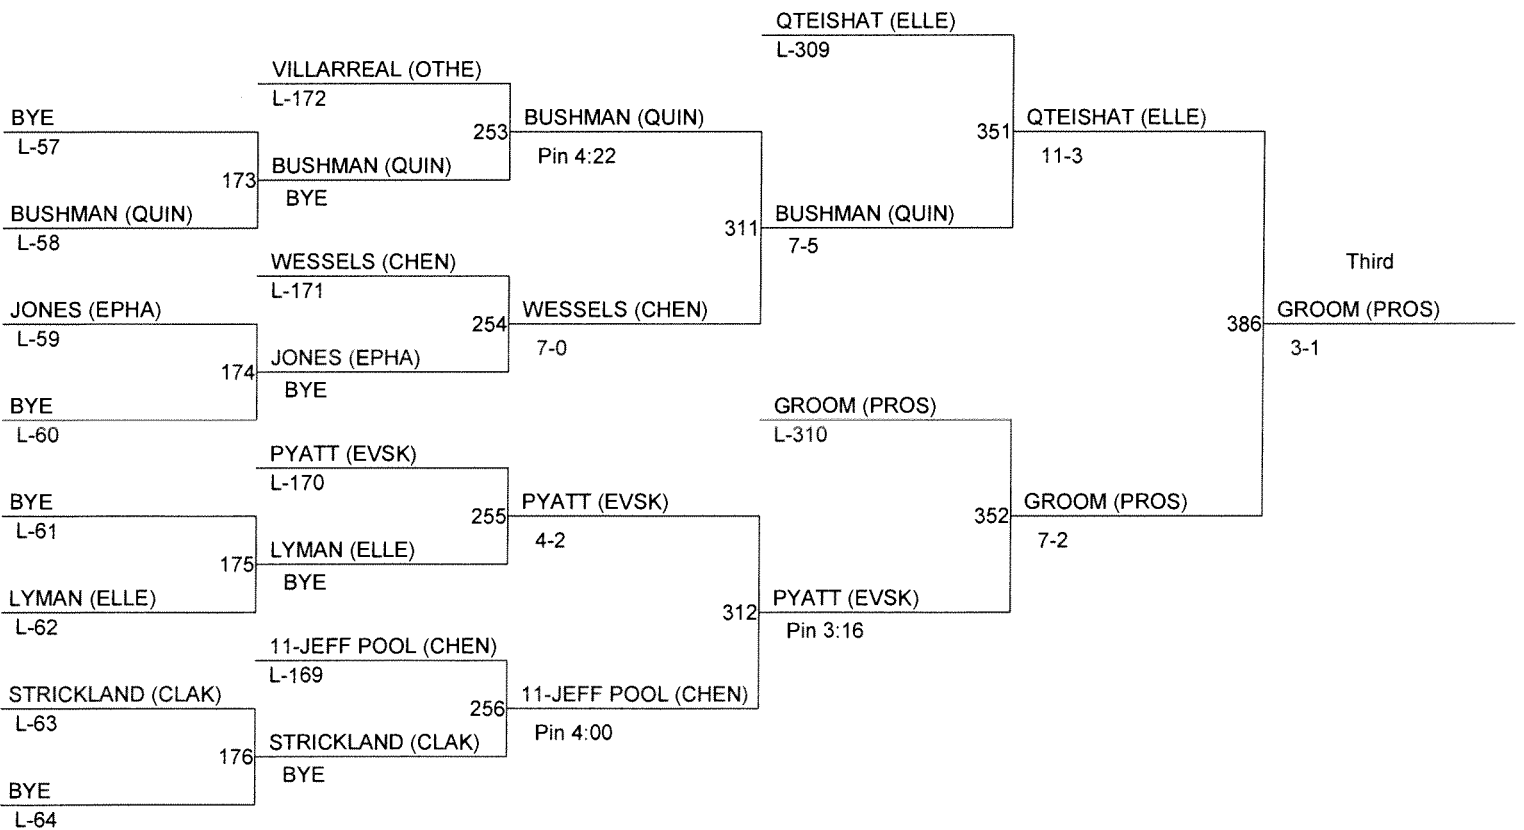 QTEISHAT (ELLE)
L-309
VILLARREAL (OTHE)
L-172
BYE
L-57
253
BUSHMAN (QUIN)
Pin 4:22
351
QTEISHAT (ELLE)
11-3
173
BUSHMAN (QUIN)
BYE
BUSHMAN (QUIN)
L-58
311
BUSHMAN (QUIN)
7-5
WESSELS (CHEN)
L-171
Third
JONES (EPHA)
L-59
254
WESSELS (CHEN)
7-0
386
GROOM (PROS)
3-1
174
JONES (EPHA)
BYE
BYE
L-60
GROOM (PROS)
L-310
PYATT (EVSK)
L-170
BYE
L-61
255
PYATT (EVSK)
4-2
352
GROOM (PROS)
7-2
175
LYMAN (ELLE)
BYE
LYMAN (ELLE)
L-62
312
PYATT (EVSK)
Pin 3:16
11-JEFF POOL (CHEN)
L-169
STRICKLAND (CLAK)
L-63
256
11-JEFF POOL (CHEN)
Pin 4:00
176
STRICKLAND (CLAK)
BYE
BYE
L-64